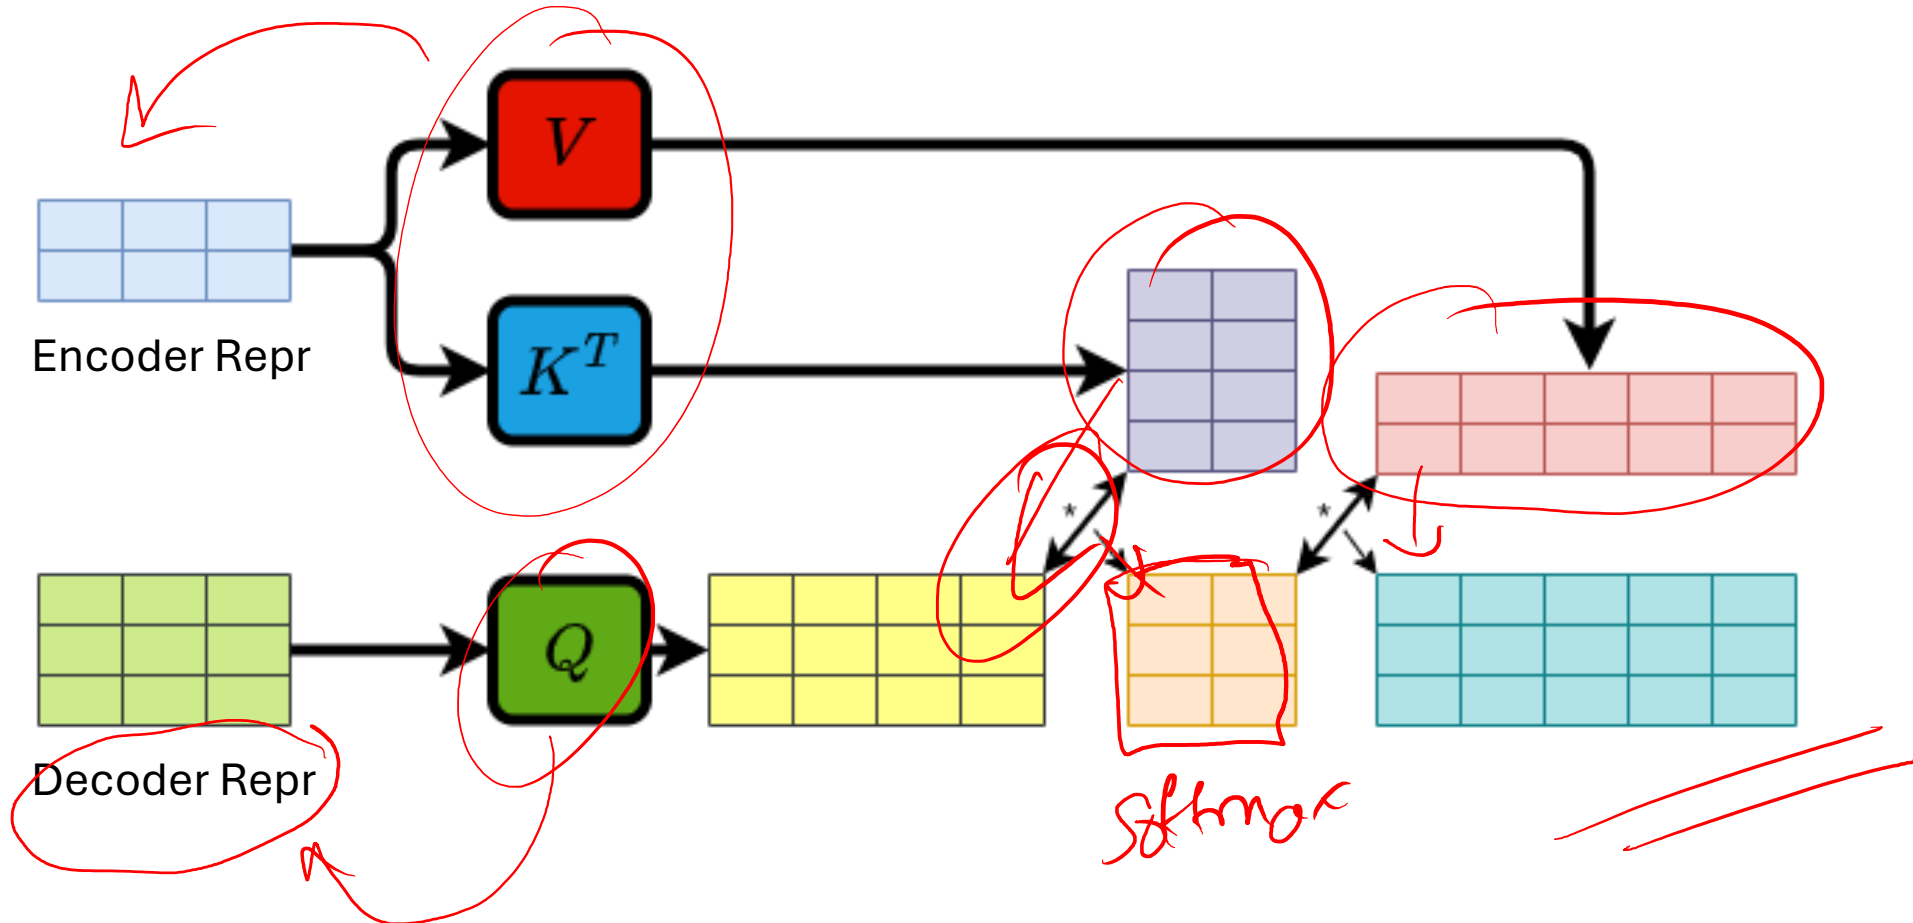 V
Encoder Repr
K^T
*
*
Q
Decoder Repr
Softmax